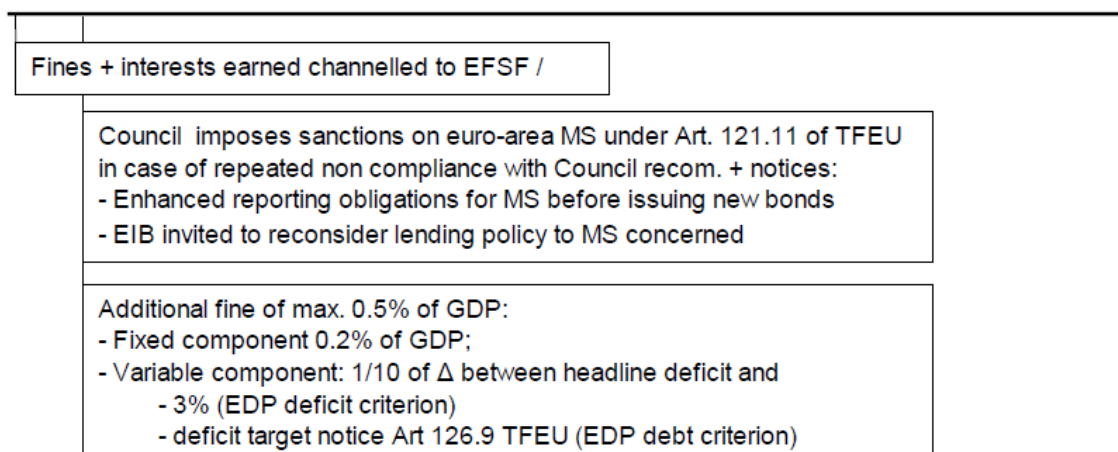 Fines + interests earned channelled to EFSF /
Council imposes sanctions on euro-area MS under Art. 121.11 of TFEU
in case of repeated non compliance with Council recom. + notices:
- Enhanced reporting obligations for MS before issuing new bonds
- EIB invited to reconsider lending policy to MS concerned
Additional fine of max. 0.5% of GDP:
- Fixed component 0.2% of GDP;
- Variable component: 1/10 of Δ between headline deficit and
- 3% (EDP deficit criterion)
- deficit target notice Art 126.9 TFEU (EDP debt criterion)